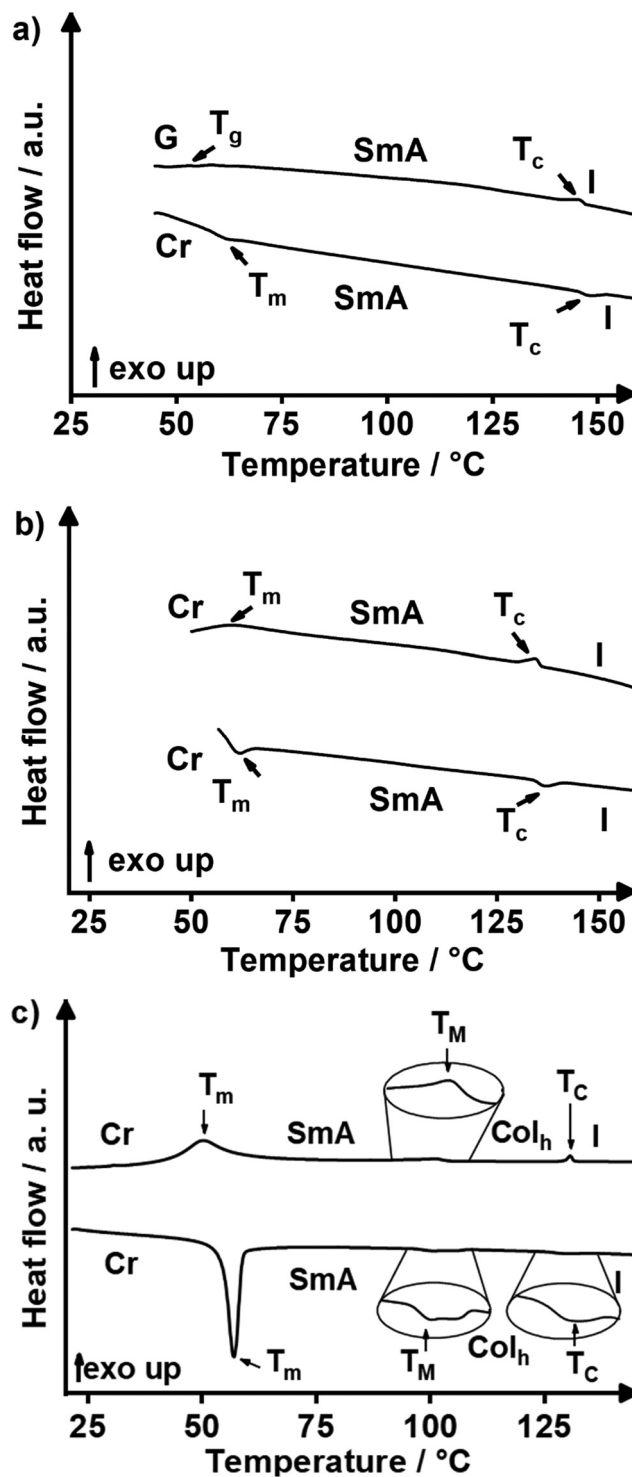 a)
Heat flow / a.u.
G
Tg
SmA
Tc
I
Cr
Tm
SmA
Tc
I
exo up
25 50 75 100 125 150
Temperature / °C
b)
Heat flow / a.u.
Cr
Tm
SmA
Tc
I
Cr
Tm
SmA
Tc
I
exo up
25 50 75 100 125 150
Temperature / °C
c)
Heat flow / a. u.
Cr
Tm
SmA
TM
Colh
TC
I
Cr
Tm
SmA
TM
Colh
TC
I
exo up
25 50 75 100 125
Temperature / °C